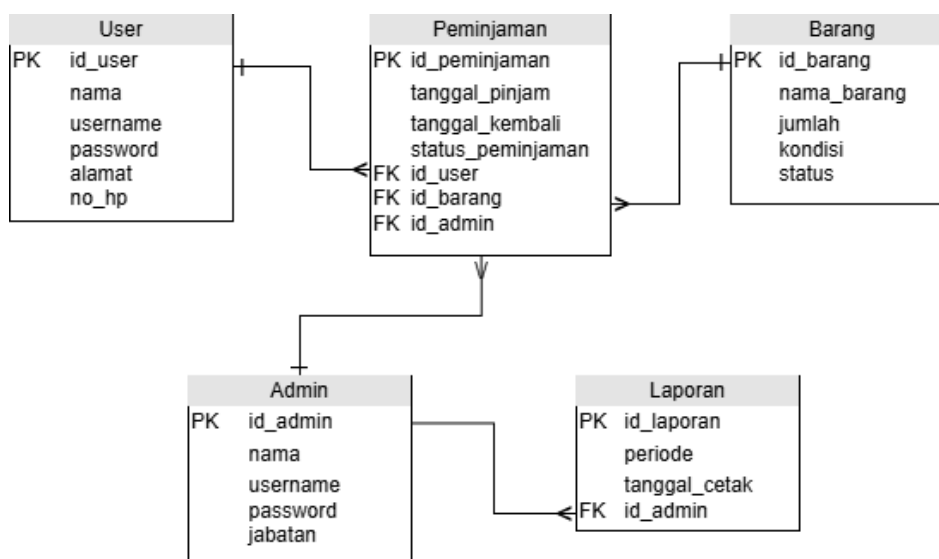 User
PK id_user
nama
username
password
alamat
no_hp
Peminjaman
PK id_peminjaman
tanggal_pinjam
tanggal_kembali
status_peminjaman
FK id_user
FK id_barang
FK id_admin
Barang
PK id_barang
nama_barang
jumlah
kondisi
status
Admin
PK id_admin
nama
username
password
jabatan
Laporan
PK id_laporan
periode
tanggal_cetak
FK id_admin